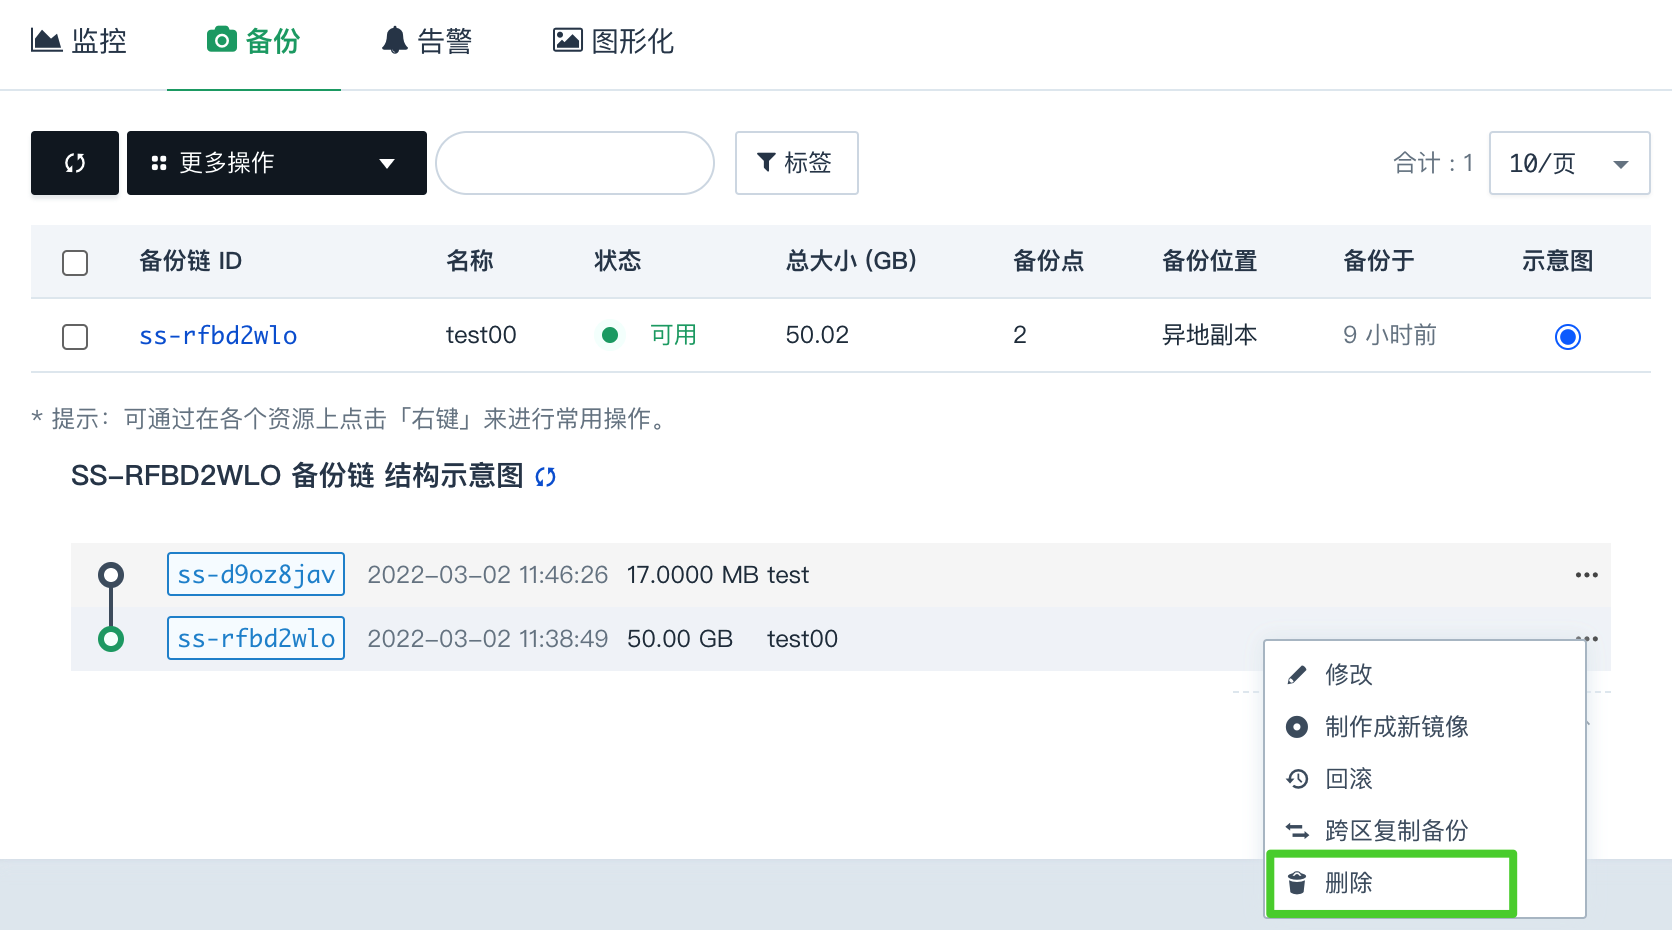 监控 备份 告警 图形化
更多操作 标签 合计 : 1 10/页
备份链 ID 名称 状态 总大小 (GB) 备份点 备份位置 备份于 示意图
ss-rfbd2wlo test00 可用 50.02 2 异地副本 9 小时前
* 提示：可通过在各个资源上点击「右键」来进行常用操作。
SS-RFBD2WLO 备份链 结构示意图
ss-d9oz8jav 2022-03-02 11:46:26 17.0000 MB test
ss-rfbd2wlo 2022-03-02 11:38:49 50.00 GB test00
修改
制作成新镜像
回滚
跨区复制备份
删除